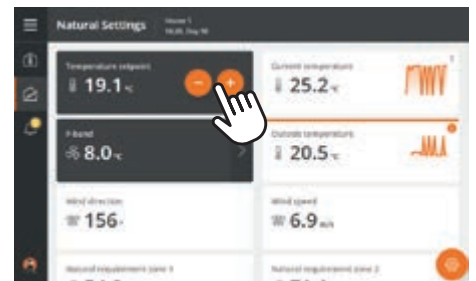 Natural Settings
House 1
Temperature setpoint
19.1 °C
Current temperature
25.2 °C
P-band
8.0 °C
Outside temperature
20.5 °C
Wind direction
156°
Wind speed
6.9 m/s
Natural requirement zone 1
Natural requirement zone 2